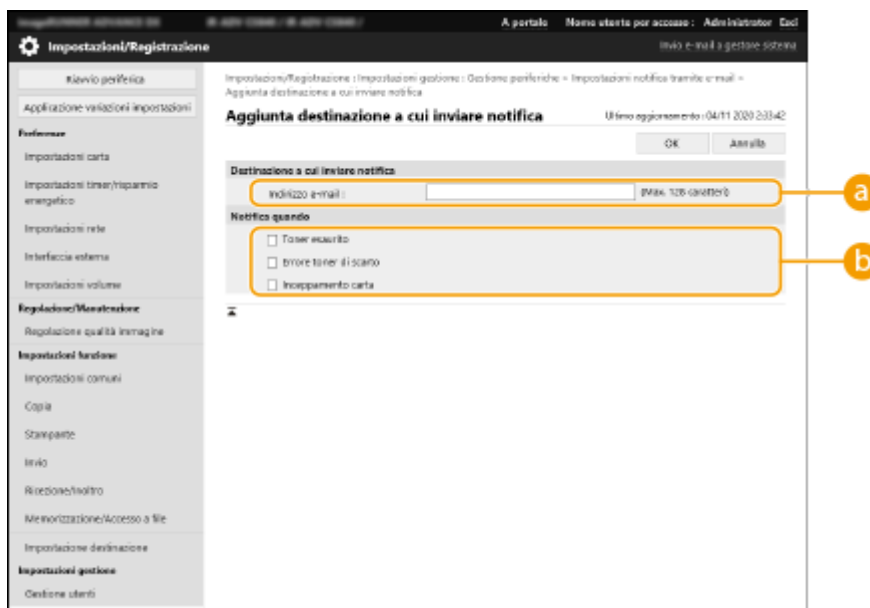 A portale Nome utente per accesso : Administrator Esci
Impostazioni/Registrazione
Invio e-mail a gestore sistema
Riavvio periferica
Applicazione variazioni impostazioni
Preferenze
Impostazioni carta
Impostazioni timer/risparmio
energetico
Impostazioni rete
Interfaccia esterna
Impostazioni volume
Regolazione/Manutenzione
Regolazione qualità immagine
Impostazioni funzione
Impostazioni comuni
Copia
Stampante
Invio
Ricezione/Inoltro
Memorizzazione/Accesso a file
Impostazione destinazione
Impostazioni gestione
Gestione utenti
Impostazioni/Registrazione : Impostazioni gestione : Gestione periferiche > Impostazioni notifica tramite e-mail >
Aggiunta destinazione a cui inviare notifica
Aggiunta destinazione a cui inviare notifica
Ultimo aggiornamento : 04/11 2020 2:33:42
OK Annulla
Destinazione a cui inviare notifica
Indirizzo e-mail : (Max. 128 caratteri)
a
Notifica quando
Toner esaurito
Errore toner di scarto
Inceppamento carta
b